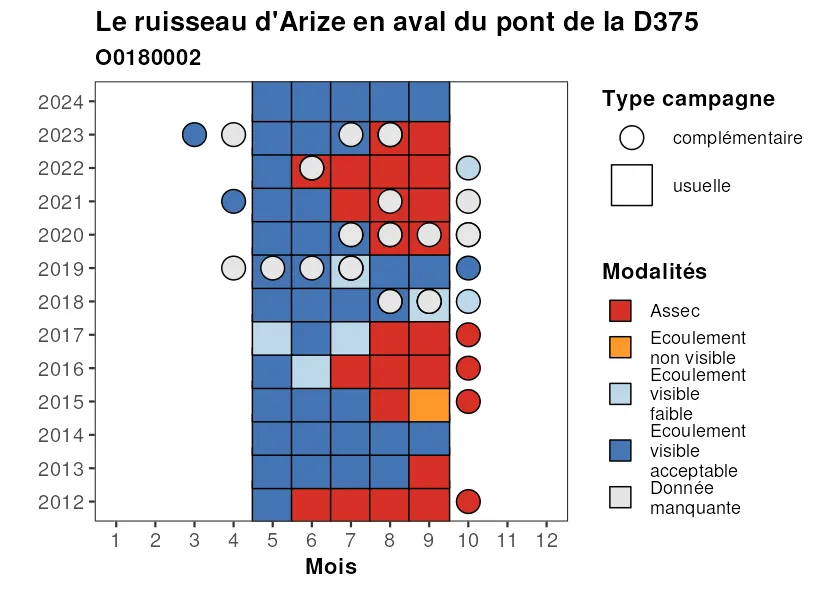 Le ruisseau d'Arize en aval du pont de la D375
O0180002
2024
2023
2022
2021
2020
2019
2018
2017
2016
2015
2014
2013
2012
1 2 3 4 5 6 7 8 9 10 11 12
Mois
Type campagne
complémentaire
usuelle
Modalités
Assec
Ecoulement
non visible
Ecoulement
visible
faible
Ecoulement
visible
acceptable
Donnée
manquante